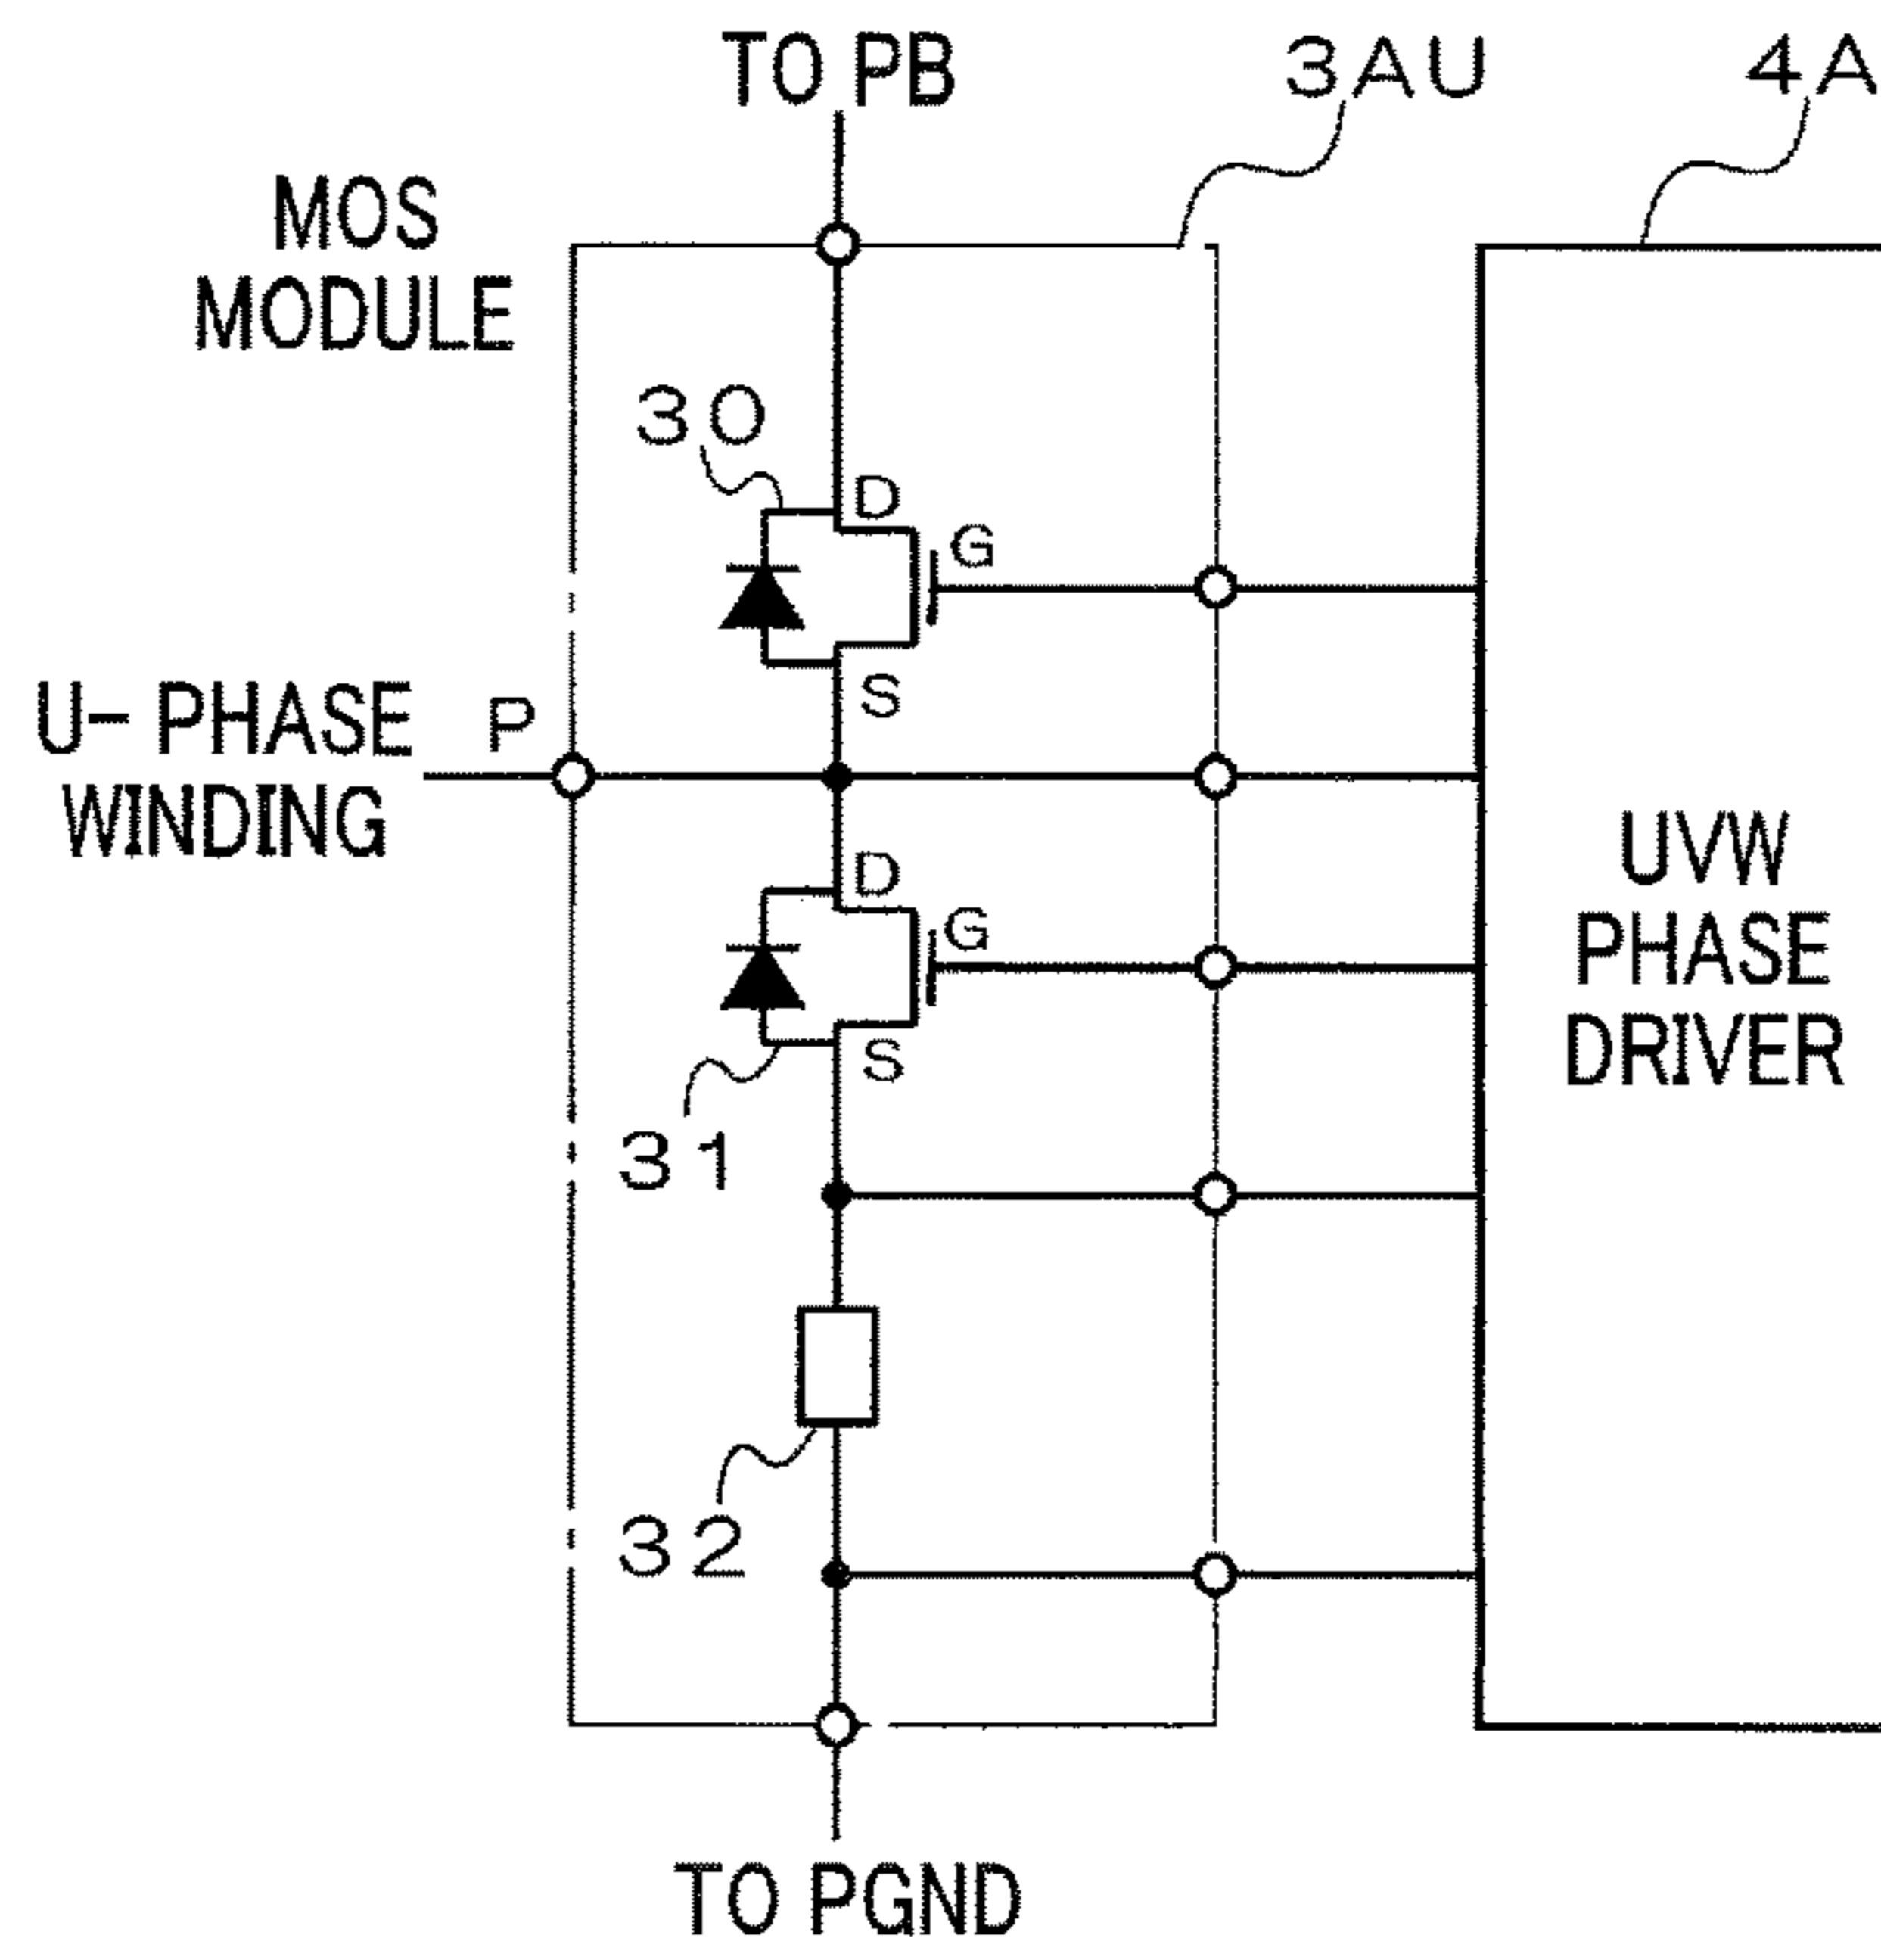 TO PB
3AU
4A
MOS
MODULE
30
D
G
S
U- PHASE
WINDING
P
D
G
S
31
UVW
PHASE
DRIVER
32
TO PGND